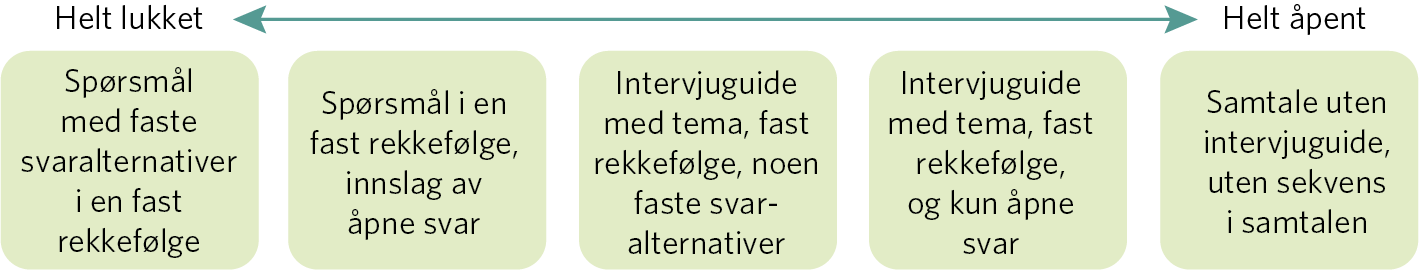 Helt lukket
Helt åpent
Spørsmål
med faste
svaralternativer
i en fast
rekkefølge
Spørsmål i en
fast rekkefølge,
innslag av
åpne svar
Intervjuguide
med tema, fast
rekkefølge, noen
faste svar-
alternativer
Intervjuguide
med tema, fast
rekkefølge,
og kun åpne
svar
Samtale uten
intervjuguide,
uten sekvens
i samtalen